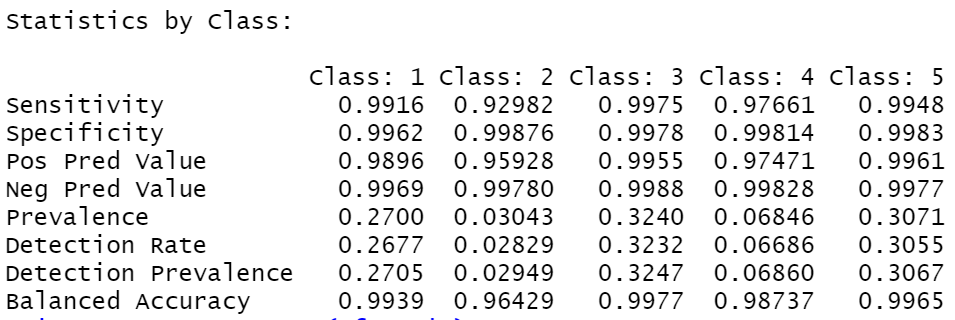 Statistics by Class:
Class: 1 Class: 2 Class: 3 Class: 4 Class: 5
Sensitivity 0.9916 0.92982 0.9975 0.97661 0.9948
Specificity 0.9962 0.99876 0.9978 0.99814 0.9983
Pos Pred Value 0.9896 0.95928 0.9955 0.97471 0.9961
Neg Pred Value 0.9969 0.99780 0.9988 0.99828 0.9977
Prevalence 0.2700 0.03043 0.3240 0.06846 0.3071
Detection Rate 0.2677 0.02829 0.3232 0.06686 0.3055
Detection Prevalence 0.2705 0.02949 0.3247 0.06860 0.3067
Balanced Accuracy 0.9939 0.96429 0.9977 0.98737 0.9965